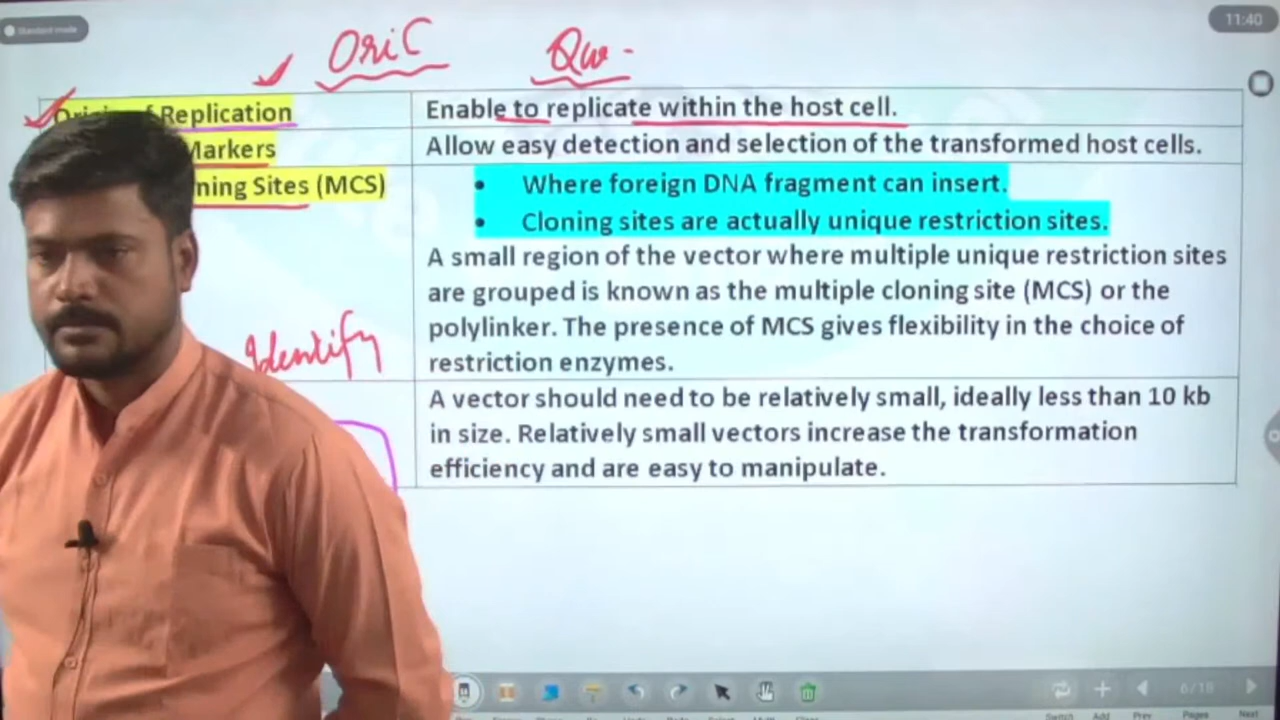 Standard mode
11:40
OriC
Replication
Enable to replicate within the host cell.
Markers
Allow easy detection and selection of the transformed host cells.
ning Sites (MCS)
• Where foreign DNA fragment can insert.
• Cloning sites are actually unique restriction sites.
A small region of the vector where multiple unique restriction sites
are grouped is known as the multiple cloning site (MCS) or the
polylinker. The presence of MCS gives flexibility in the choice of
restriction enzymes.
Identify
A vector should need to be relatively small, ideally less than 10 kb
in size. Relatively small vectors increase the transformation
efficiency and are easy to manipulate.
6/18